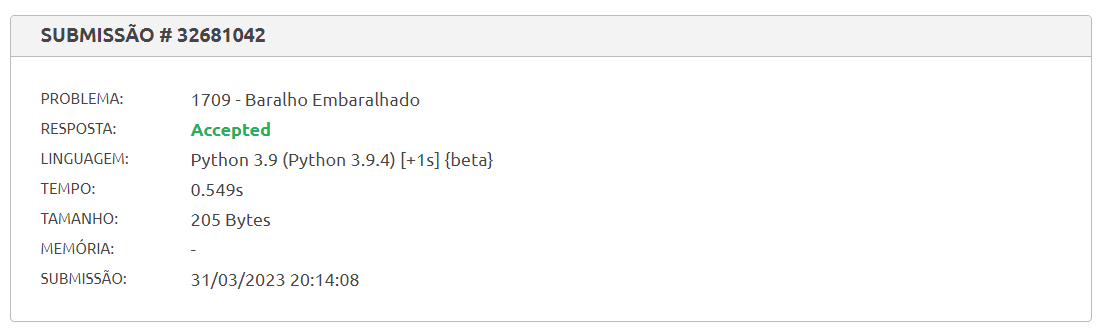 SUBMISSÃO # 32681042
PROBLEMA: 1709 - Baralho Embaralhado
RESPOSTA: Accepted
LINGUAGEM: Python 3.9 (Python 3.9.4) [+1s] {beta}
TEMPO: 0.549s
TAMANHO: 205 Bytes
MEMÓRIA: -
SUBMISSÃO: 31/03/2023 20:14:08